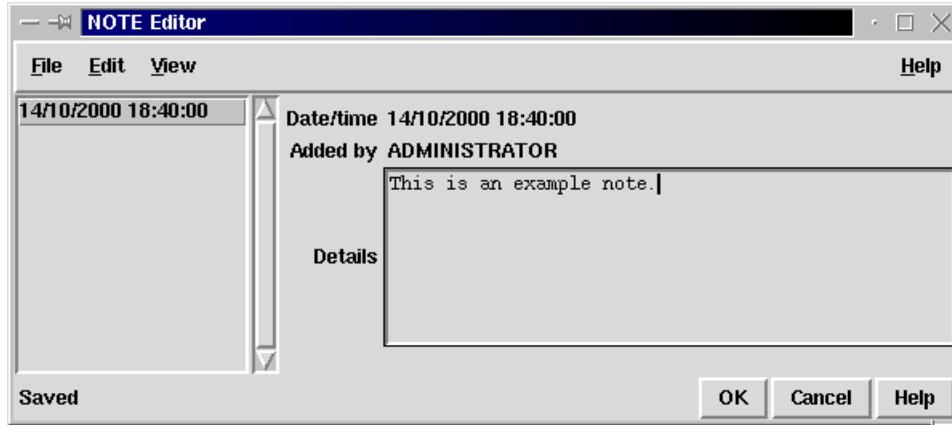 NOTE Editor
File Edit View Help
14/10/2000 18:40:00
Date/time 14/10/2000 18:40:00
Added by ADMINISTRATOR
Details This is an example note.
Saved
OK Cancel Help